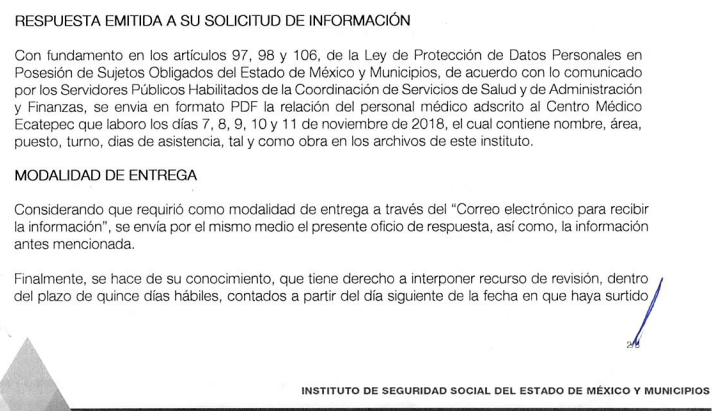 RESPUESTA EMITIDA A SU SOLICITUD DE INFORMACIÓN
Con fundamento en los artículos 97, 98 y 106, de la Ley de Protección de Datos Personales en
Posesión de Sujetos Obligados del Estado de México y Municipios, de acuerdo con lo comunicado
por los Servidores Públicos Habilitados de la Coordinación de Servicios de Salud y de Administración
y Finanzas, se envia en formato PDF la relación del personal médico adscrito al Centro Médico
Ecatepec que laboro los días 7, 8, 9, 10 y 11 de noviembre de 2018, el cual contiene nombre, área,
puesto, turno, dias de asistencia, tal y como obra en los archivos de este instituto.
MODALIDAD DE ENTREGA
Considerando que requirió como modalidad de entrega a través del “Correo electrónico para recibir
la información”, se envía por el mismo medio el presente oficio de respuesta, así como, la información
antes mencionada.
Finalmente, se hace de su conocimiento, que tiene derecho a interponer recurso de revisión, dentro
del plazo de quince días hábiles, contados a partir del día siguiente de la fecha en que haya surtido
INSTITUTO DE SEGURIDAD SOCIAL DEL ESTADO DE MÉXICO Y MUNICIPIOS